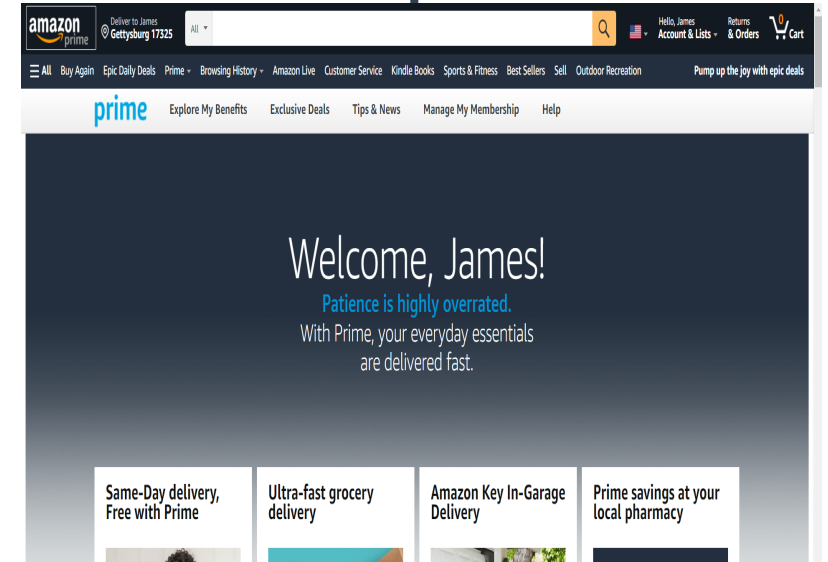 amazon
prime
Deliver to James
Gettysburg 17325
All
Hello, James
Account & Lists
Returns
& Orders
0
Cart
All Buy Again Epic Daily Deals Prime Browsing History Amazon Live Customer Service Kindle Books Sports & Fitness Best Sellers Sell Outdoor Recreation Pump up the joy with epic deals
prime Explore My Benefits Exclusive Deals Tips & News Manage My Membership Help
Welcome, James!
Patience is highly overrated.
With Prime, your everyday essentials
are delivered fast.
Same-Day delivery,
Free with Prime
Ultra-fast grocery
delivery
Amazon Key In-Garage
Delivery
Prime savings at your
local pharmacy